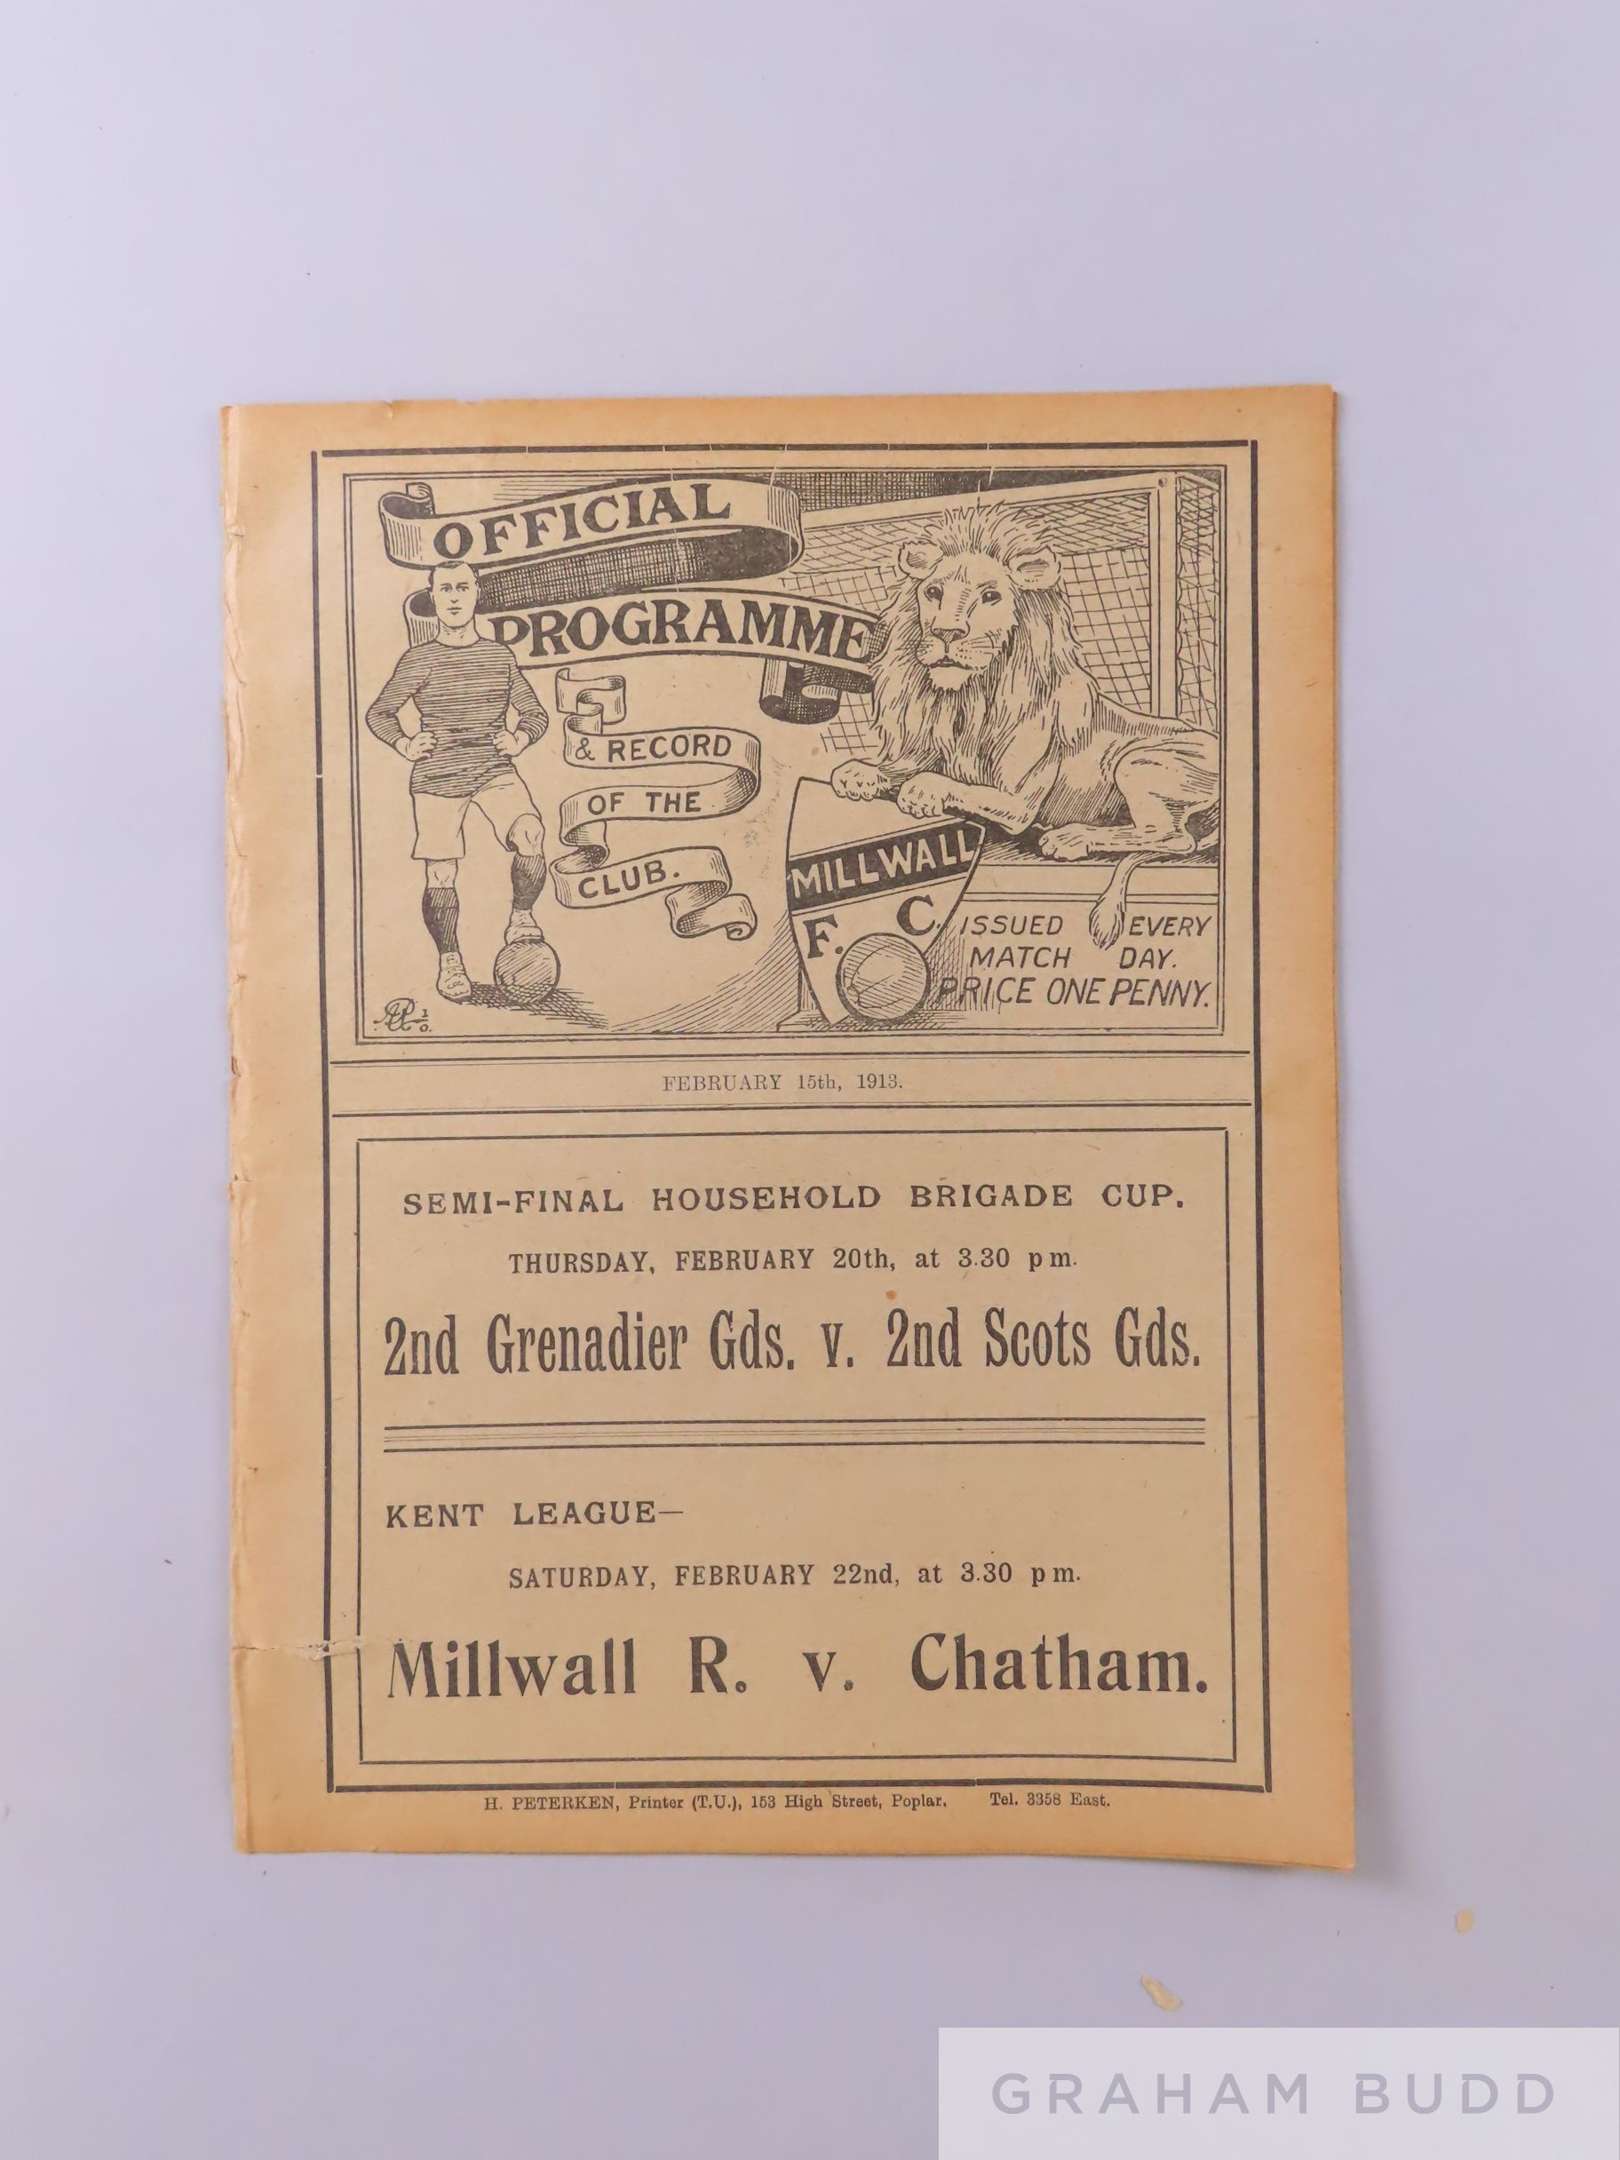 OFFICIAL
PROGRAMME
& RECORD
OF THE
CLUB.
MILLWALL
F. C.
ISSUED EVERY
MATCH DAY.
PRICE ONE PENNY.
FEBRUARY 15th, 1913.
SEMI-FINAL HOUSEHOLD BRIGADE CUP.
THURSDAY, FEBRUARY 20th, at 3.30 p m.
2nd Grenadier Gds. v. 2nd Scots Gds.
KENT LEAGUE—
SATURDAY, FEBRUARY 22nd, at 3.30 p m.
Millwall R. v. Chatham.
H. PETERKEN, Printer (T.U.), 153 High Street, Poplar. Tel. 3358 East.
GRAHAM BUDD